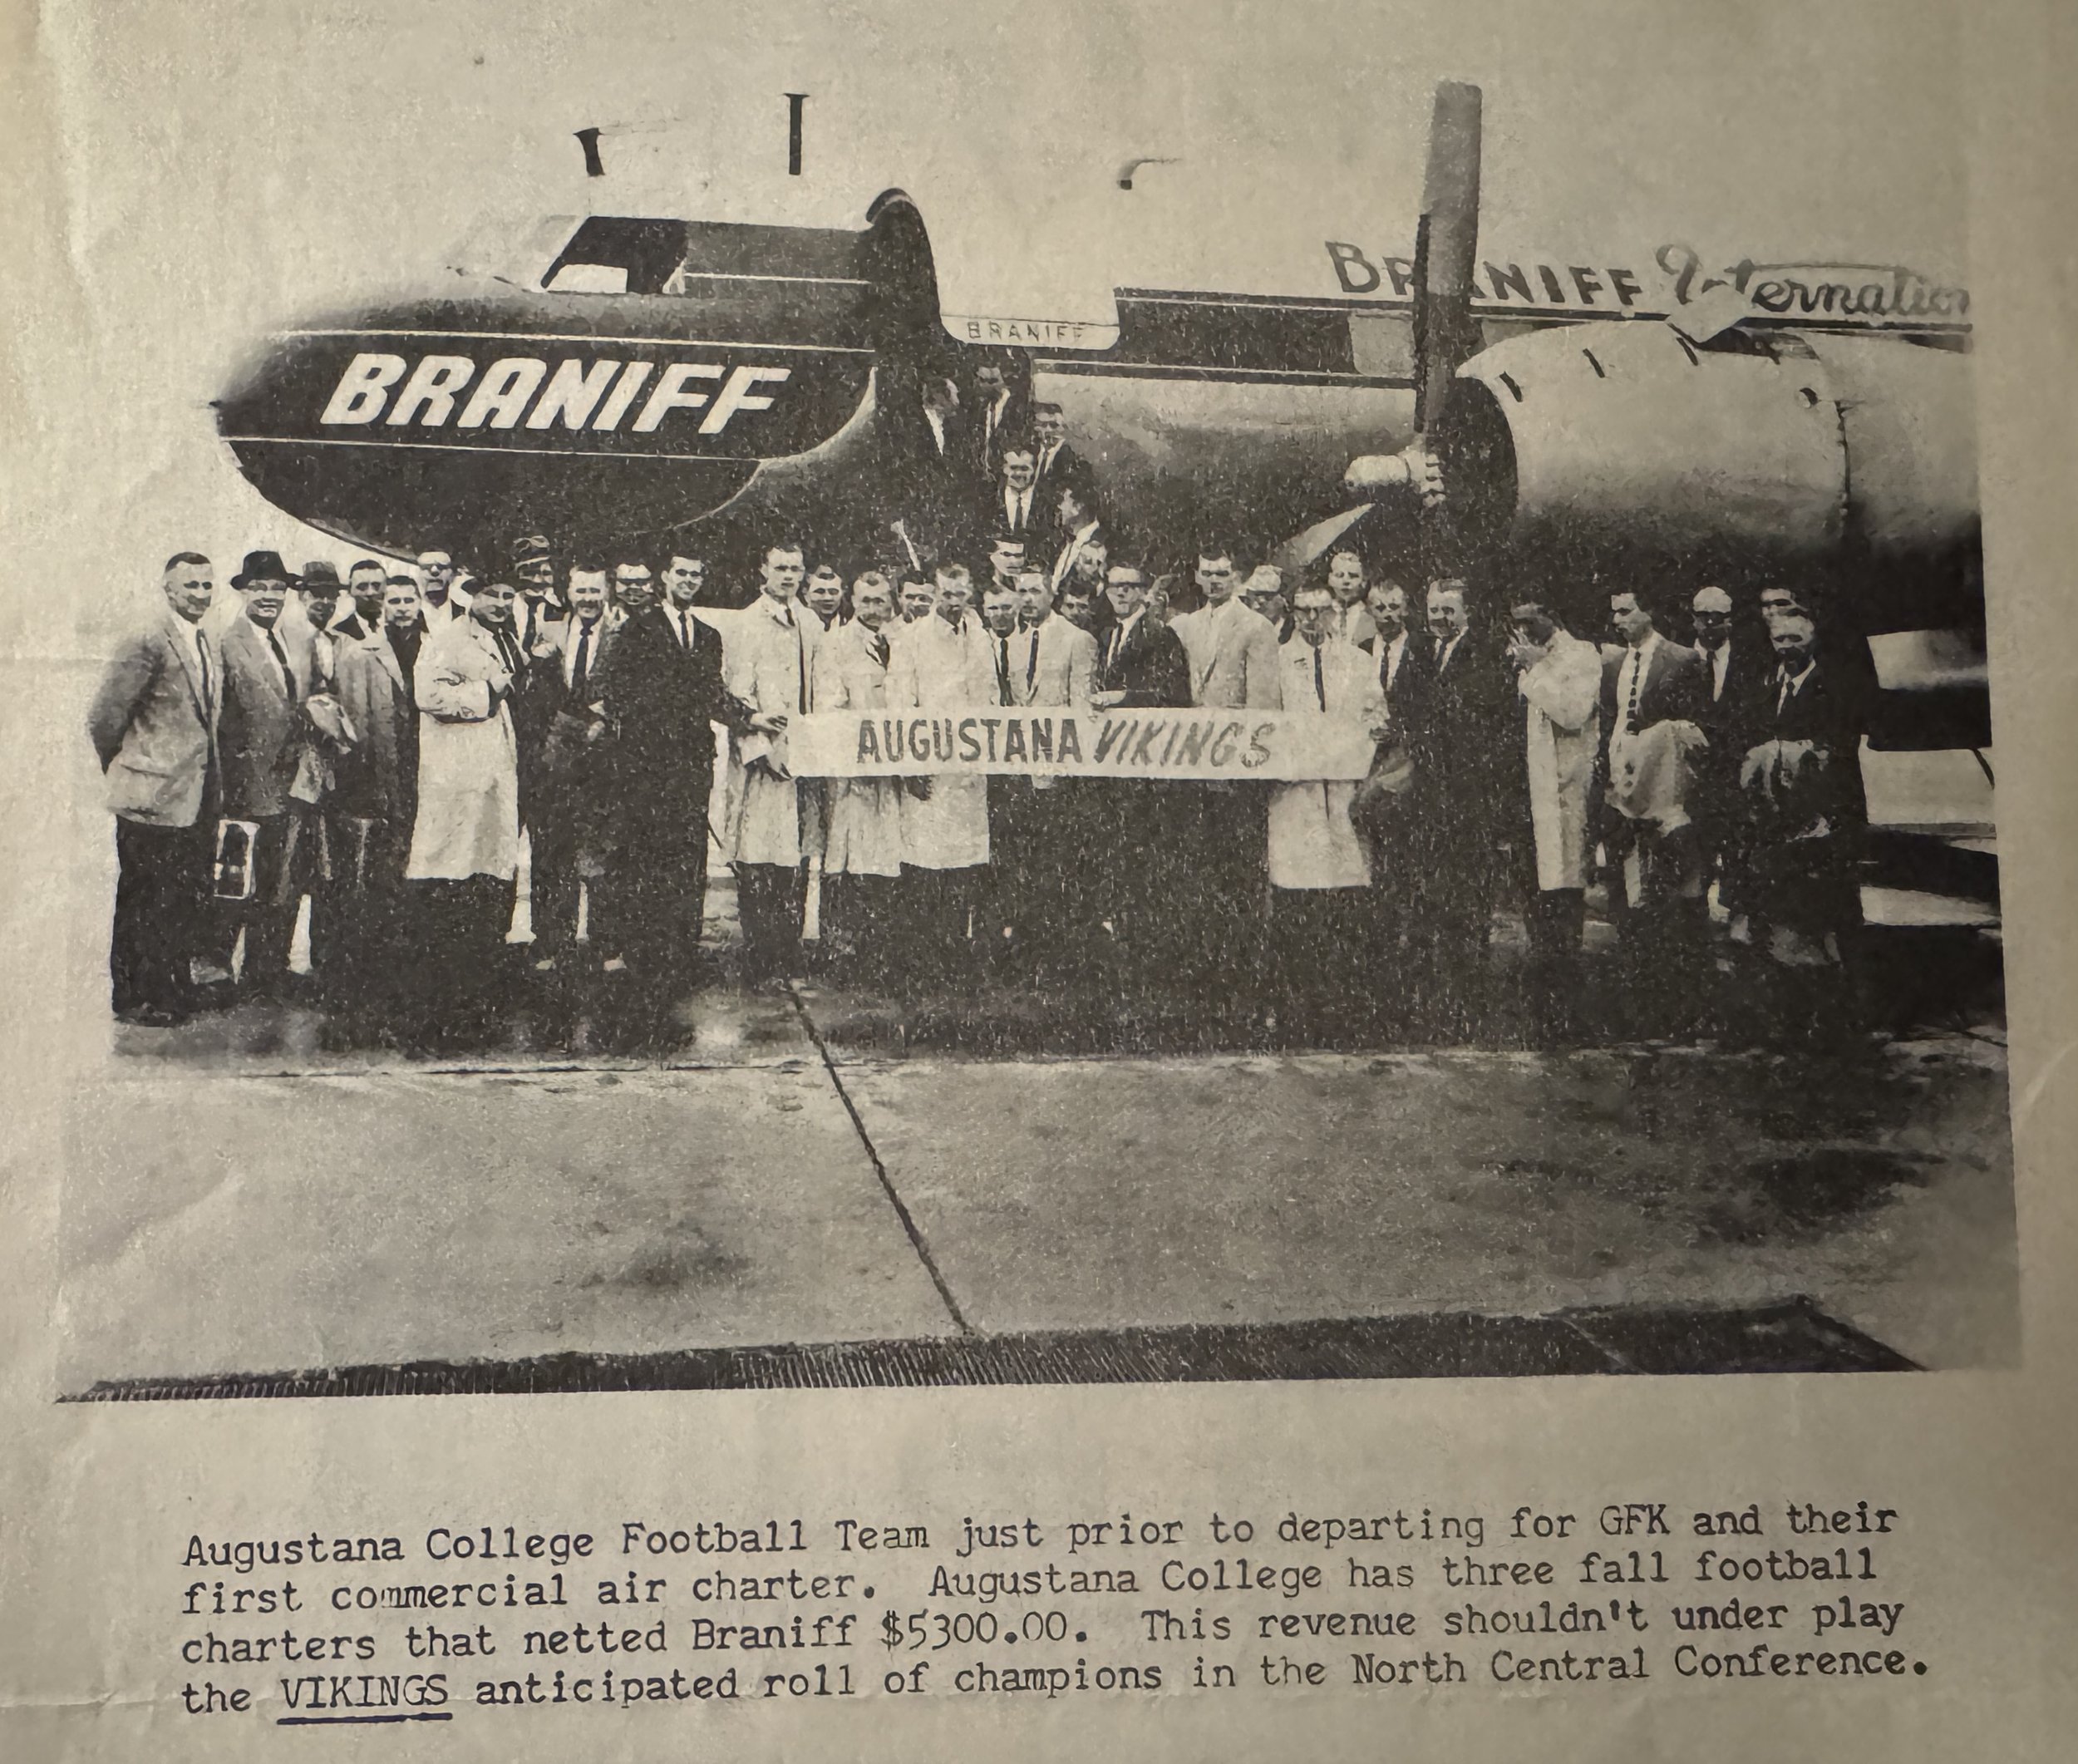 BRANIFF International
BRANIFF
BRANIFF
AUGUSTANA VIKINGS
Augustana College Football Team just prior to departing for GFK and their
first commercial air charter. Augustana College has three fall football
charters that netted Braniff $5300.00. This revenue shouldn't under play
the VIKINGS anticipated roll of champions in the North Central Conference.